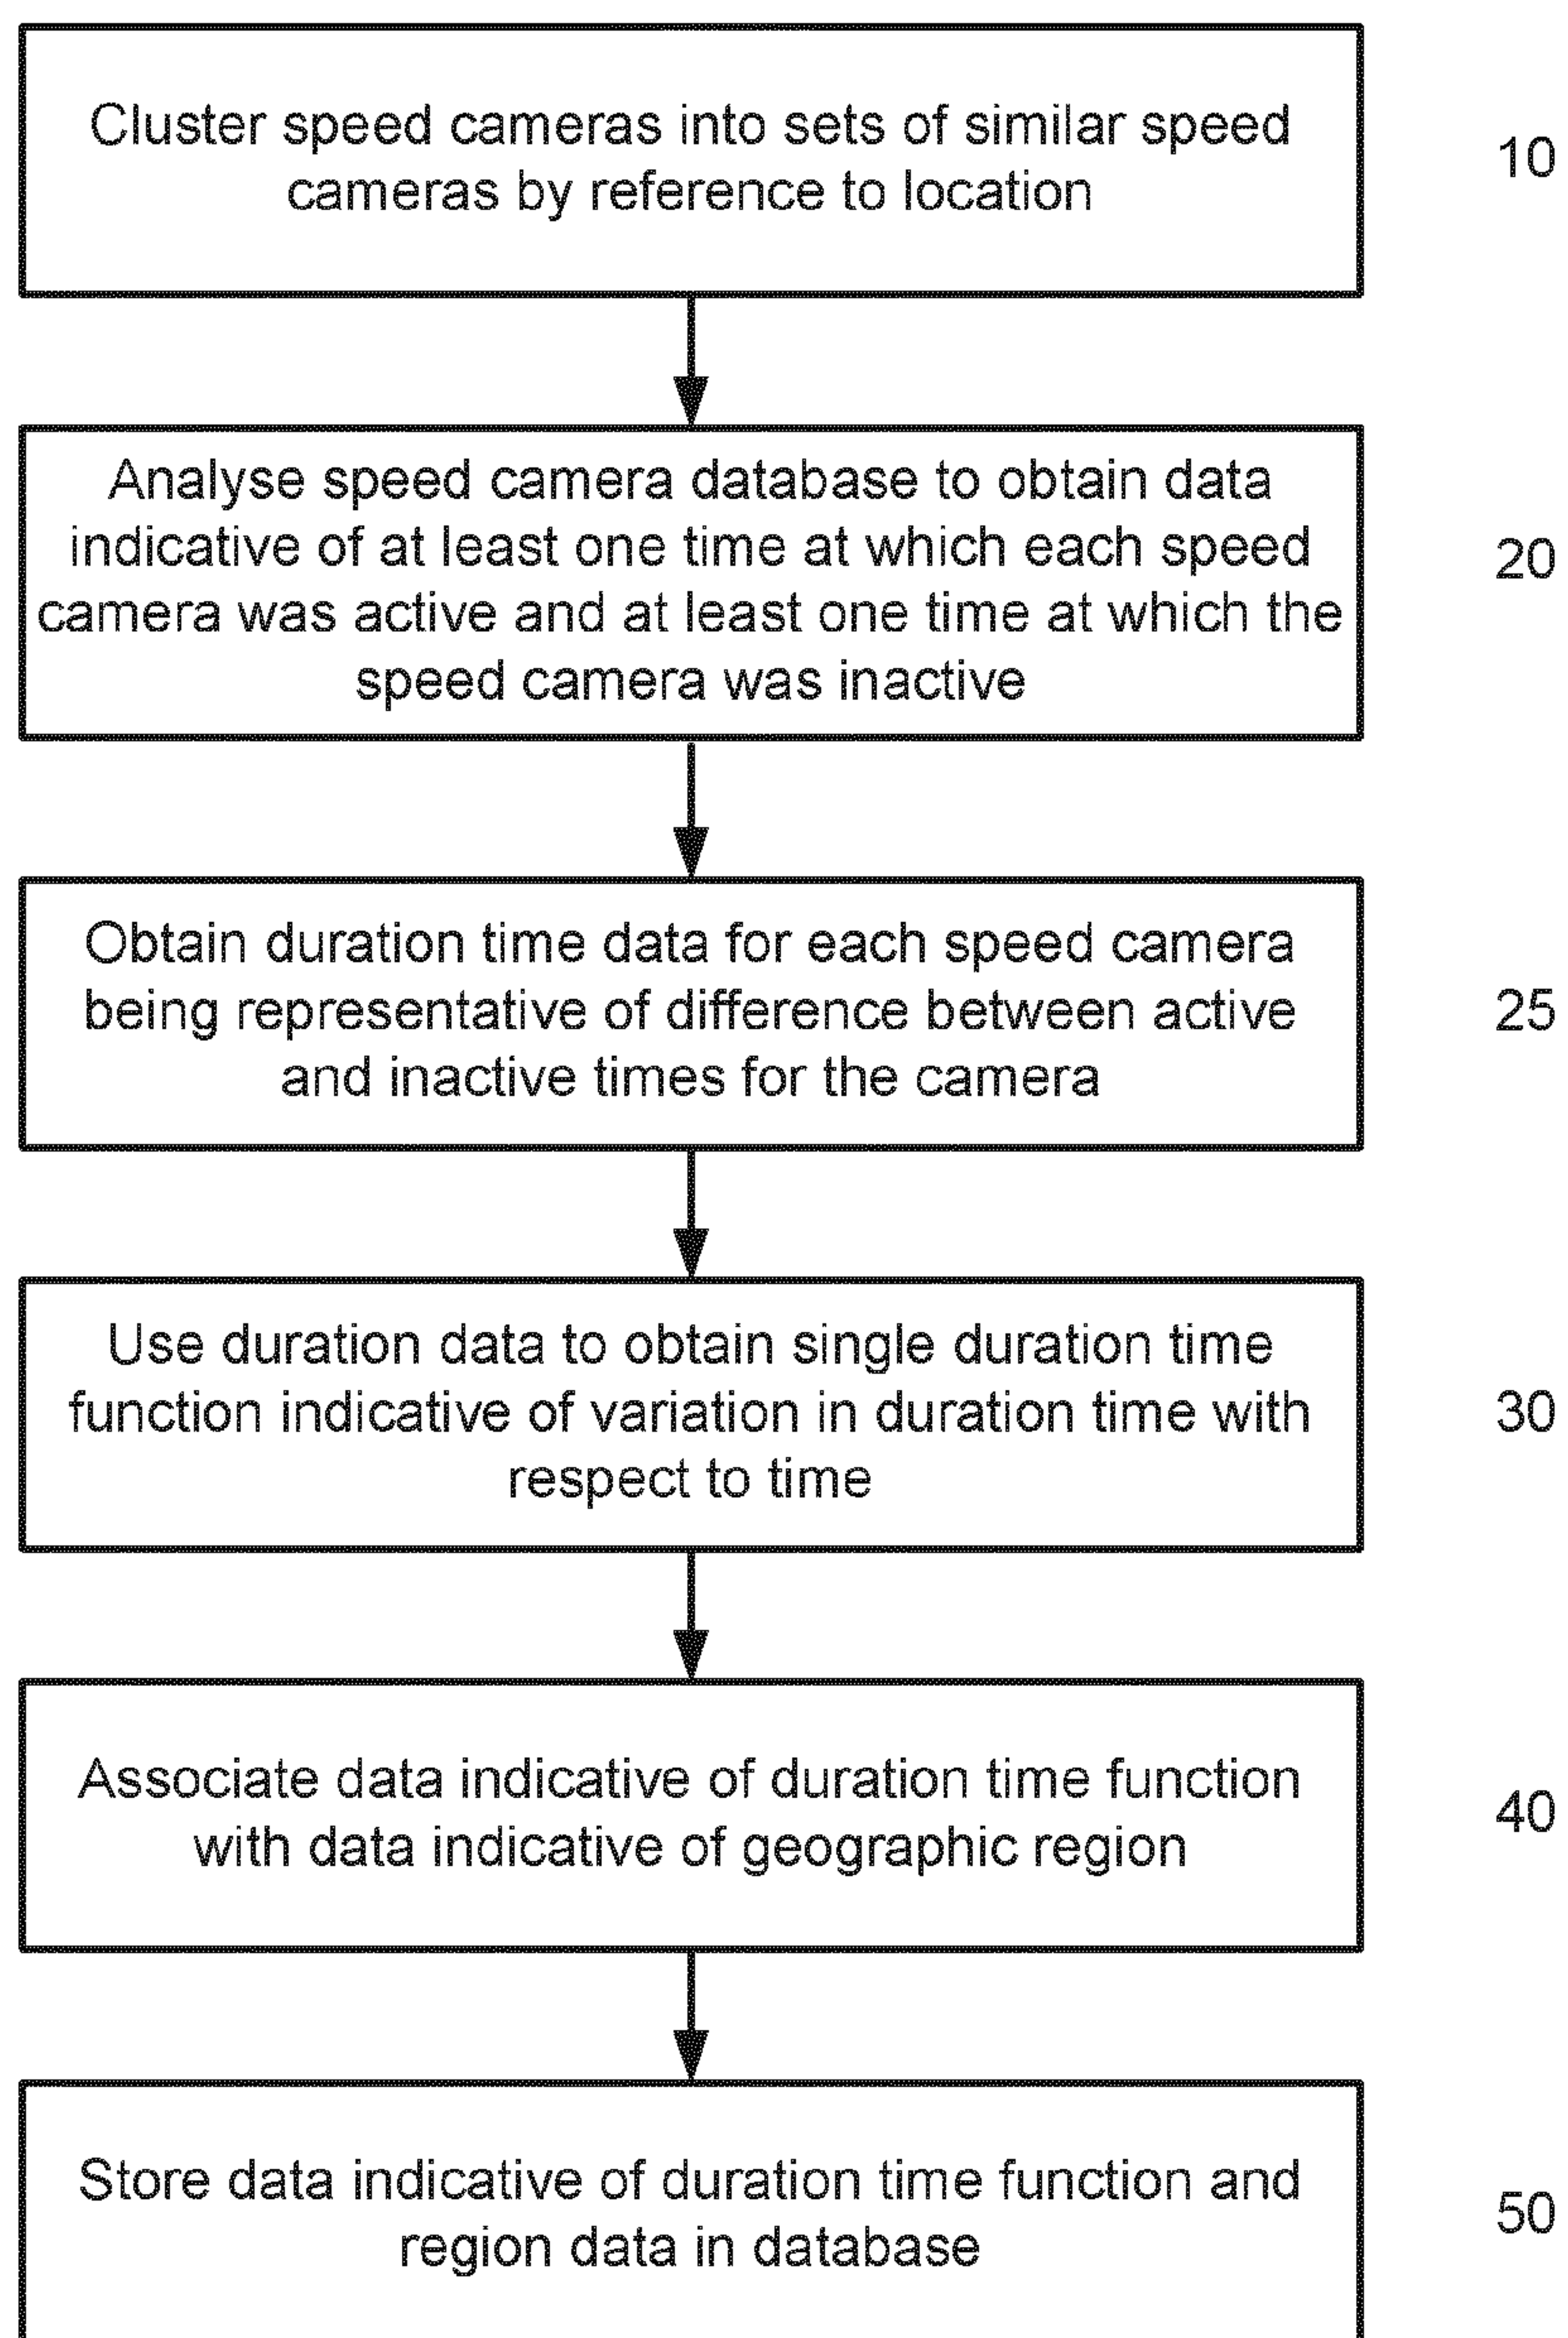 Cluster speed cameras into sets of similar speed
cameras by reference to location
10
Analyse speed camera database to obtain data
indicative of at least one time at which each speed
camera was active and at least one time at which the
speed camera was inactive
20
Obtain duration time data for each speed camera
being representative of difference between active
and inactive times for the camera
25
Use duration data to obtain single duration time
function indicative of variation in duration time with
respect to time
30
Associate data indicative of duration time function
with data indicative of geographic region
40
Store data indicative of duration time function and
region data in database
50